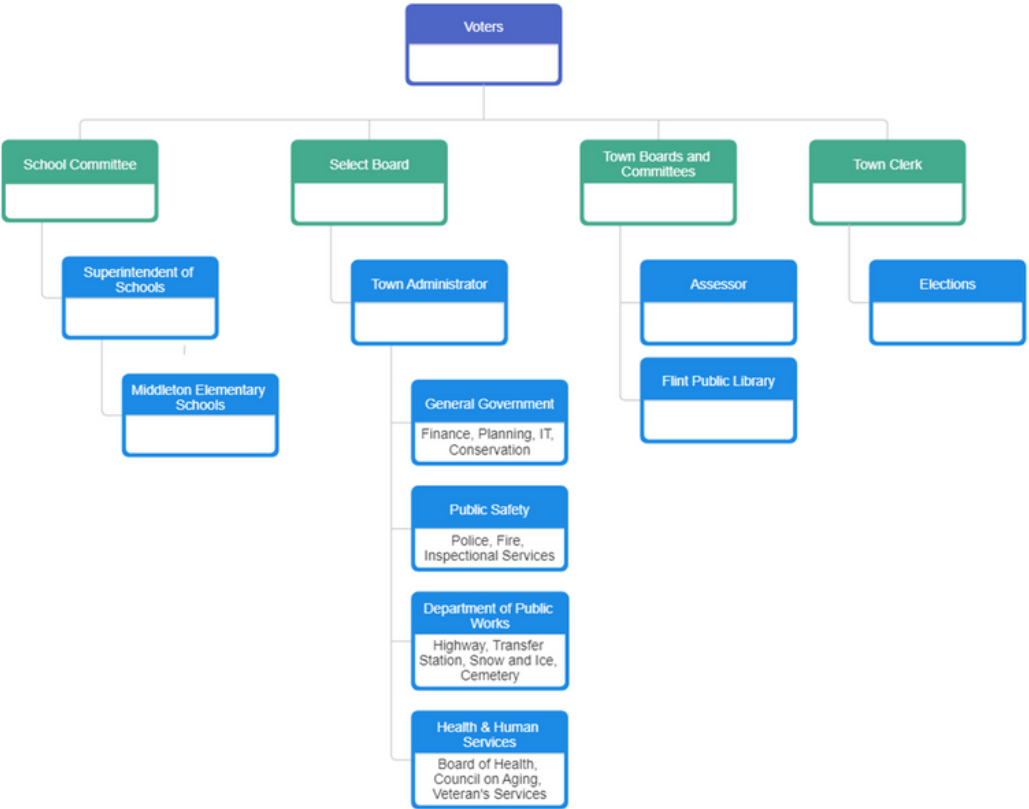 Voters
School Committee
Select Board
Town Boards and
Committees
Town Clerk
Superintendent of
Schools
Town Administrator
Assessor
Elections
Middleton Elementary
Schools
Flint Public Library
General Government
Finance, Planning, IT,
Conservation
Public Safety
Police, Fire,
Inspectional Services
Department of Public
Works
Highway, Transfer
Station, Snow and Ice,
Cemetery
Health & Human
Services
Board of Health,
Council on Aging,
Veteran's Services